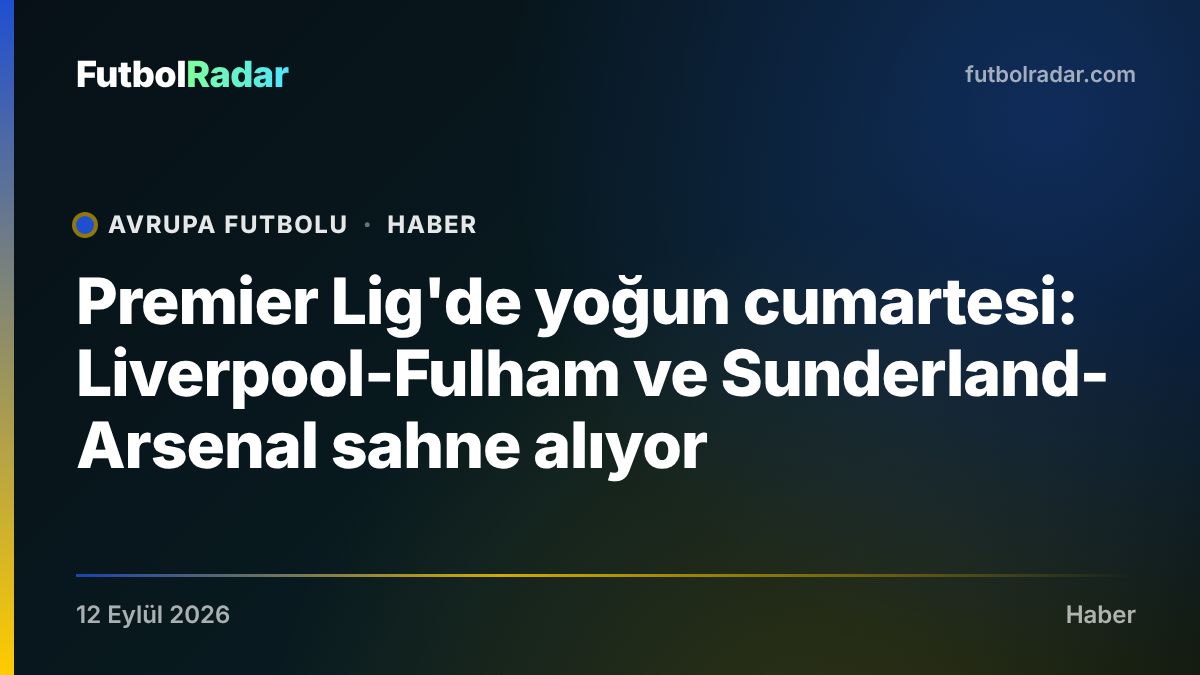 FutbolRadar
futbolradar.com
AVRUPA FUTBOLU · HABER
Premier Lig'de yoğun cumartesi:
Liverpool-Fulham ve Sunderland-
Arsenal sahne alıyor
12 Eylül 2026
Haber